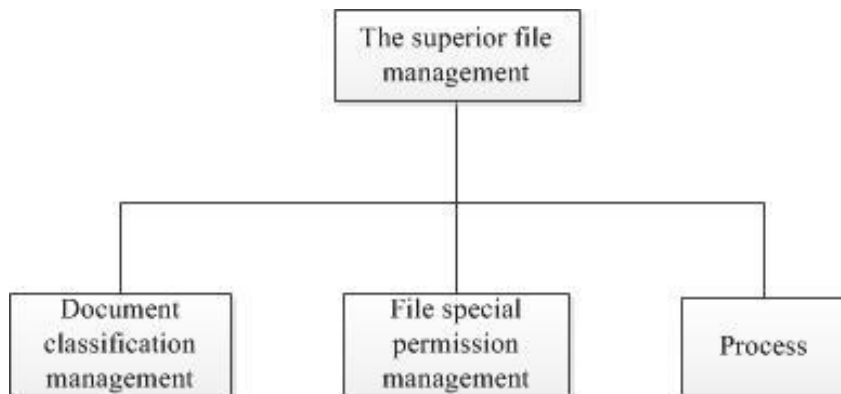 The superior file
management
Document
classification
management
File special
permission
management
Process